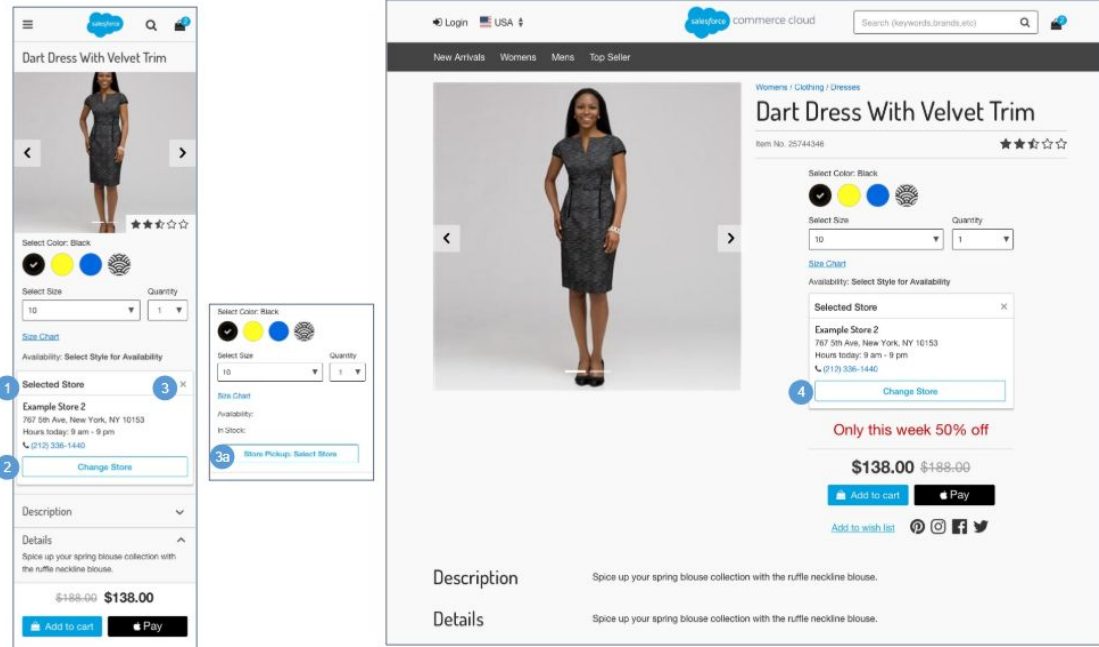 salesforce
2
Dart Dress With Velvet Trim
Select Color: Black
Select Size Quantity
10 1
Size Chart
Availability: Select Style for Availability
1 Selected Store 3 ×
Example Store 2
767 5th Ave, New York, NY 10153
Hours today: 9 am - 9 pm
(212) 336-1440
2 Change Store
Description
Details
Spice up your spring blouse collection with
the ruffle neckline blouse.
$188.00 $138.00
Add to cart Pay
Select Color: Black
Select Size Quantity
10 1
Size Chart
Availability:
In Stock:
3a Store Pickup: Select Store
Login USA salesforce commerce cloud Search (keywords,brands,etc) 2
New Arrivals Womens Mens Top Seller
Womens / Clothing / Dresses
Dart Dress With Velvet Trim
Item No. 25744346
Select Color: Black
Select Size Quantity
10 1
Size Chart
Availability: Select Style for Availability
Selected Store ×
Example Store 2
767 5th Ave, New York, NY 10153
Hours today: 9 am - 9 pm
(212) 336-1440
4 Change Store
Only this week 50% off
$138.00 $188.00
Add to cart Pay
Add to wish list
Description Spice up your spring blouse collection with the ruffle neckline blouse.
Details Spice up your spring blouse collection with the ruffle neckline blouse.